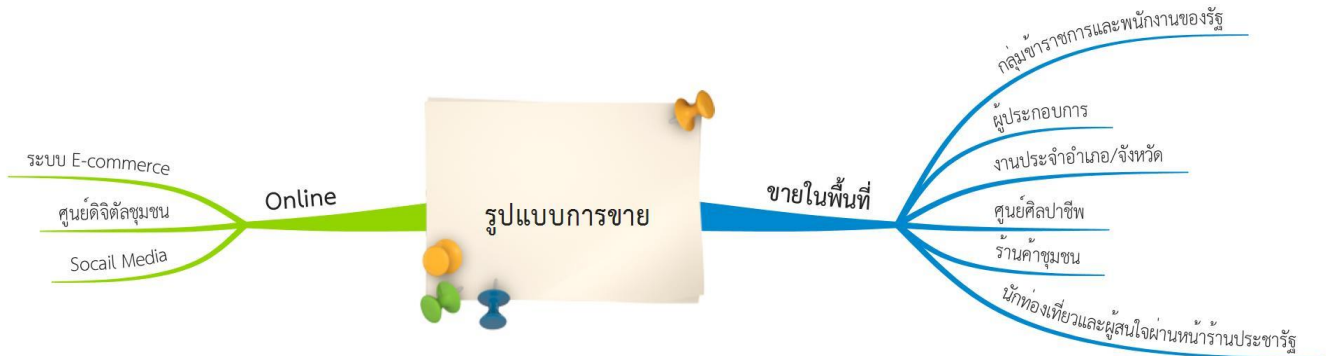 รูปแบบการขาย
Online
ระบบ E-commerce
ศูนย์ดิจิตัลชุมชน
Socail Media
ขายในพื้นที่
กลุ่มข้าราชการและพนักงานของรัฐ
ผู้ประกอบการ
งานประจำอำเภอ/จังหวัด
ศูนย์ศิลปาชีพ
ร้านค้าชุมชน
นักท่องเที่ยวและผู้สนใจผ่านหน้าร้านประชารัฐ